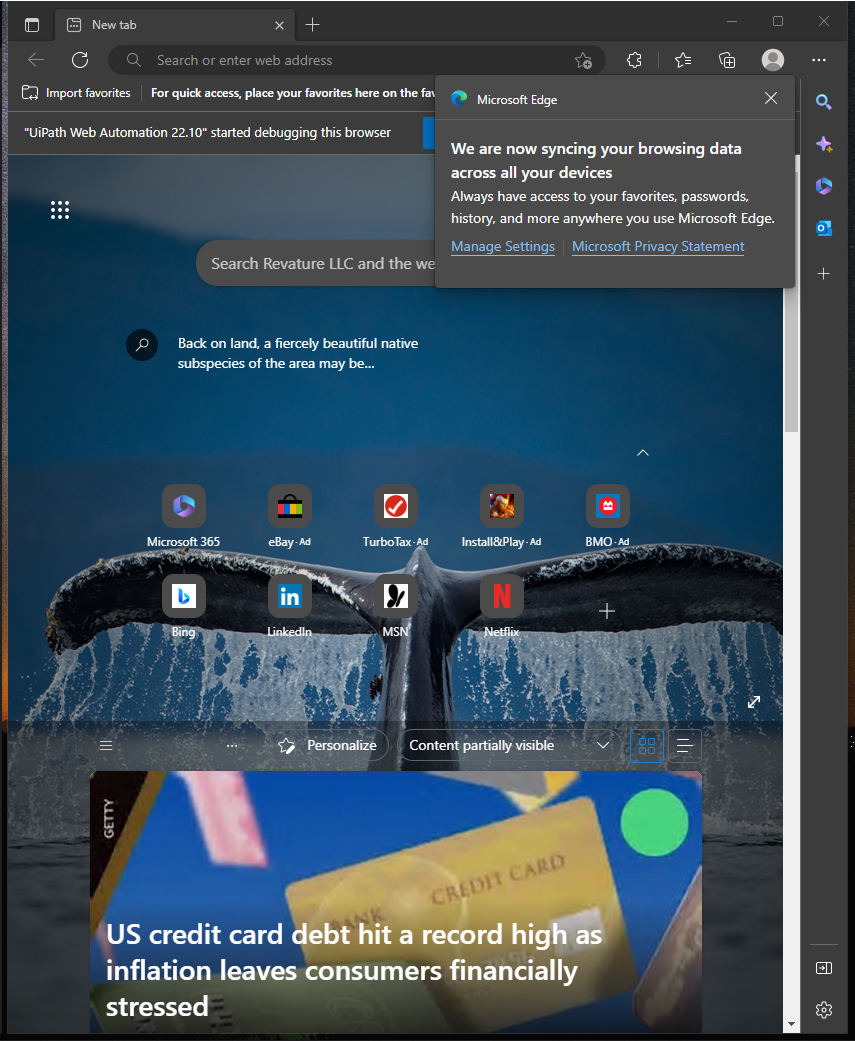 New tab
Search or enter web address
Import favorites
For quick access, place your favorites here on the fav
"UiPath Web Automation 22.10" started debugging this browser
Microsoft Edge
We are now syncing your browsing data
across all your devices
Always have access to your favorites, passwords,
history, and more anywhere you use Microsoft Edge.
Manage Settings
Microsoft Privacy Statement
Search Revature LLC and the we
Back on land, a fiercely beautiful native
subspecies of the area may be...
Microsoft 365
eBay · Ad
TurboTax · Ad
Install&Play · Ad
BMO · Ad
Bing
LinkedIn
MSN
Netflix
Personalize
Content partially visible
GETTY
CREDIT CARD
BANK
US credit card debt hit a record high as
inflation leaves consumers financially
stressed